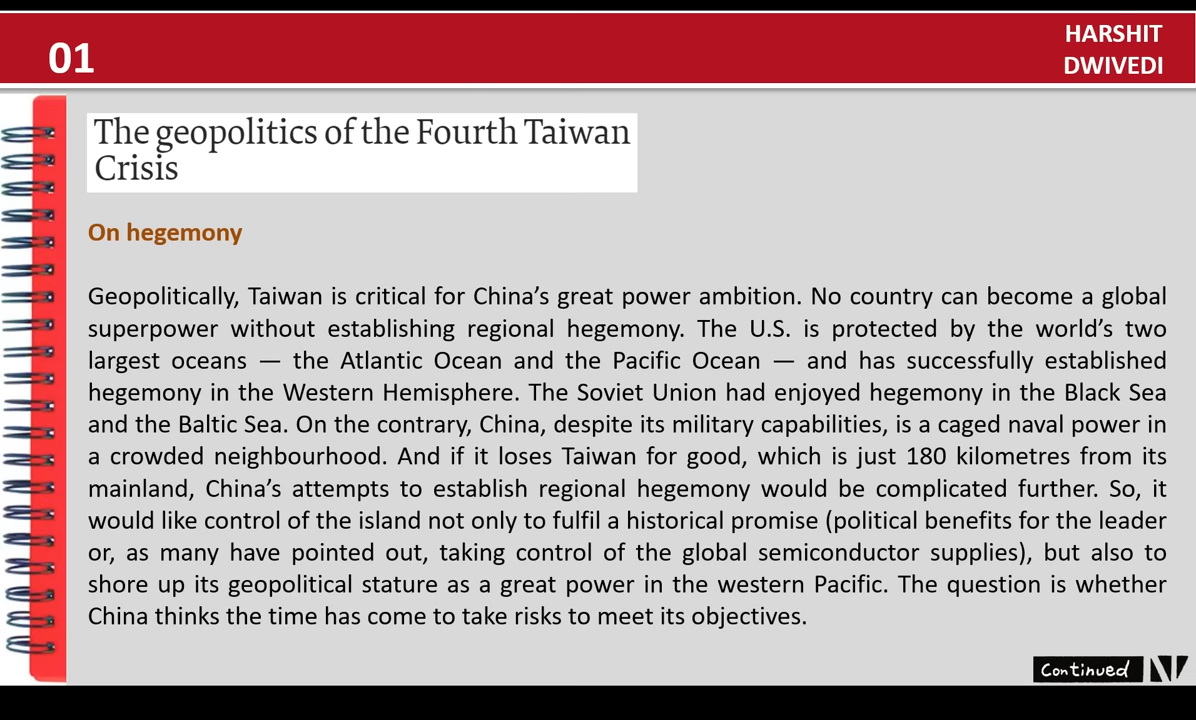 01
HARSHIT
DWIVEDI
The geopolitics of the Fourth Taiwan
Crisis
On hegemony
Geopolitically, Taiwan is critical for China’s great power ambition. No country can become a global
superpower without establishing regional hegemony. The U.S. is protected by the world’s two
largest oceans — the Atlantic Ocean and the Pacific Ocean — and has successfully established
hegemony in the Western Hemisphere. The Soviet Union had enjoyed hegemony in the Black Sea
and the Baltic Sea. On the contrary, China, despite its military capabilities, is a caged naval power in
a crowded neighbourhood. And if it loses Taiwan for good, which is just 180 kilometres from its
mainland, China’s attempts to establish regional hegemony would be complicated further. So, it
would like control of the island not only to fulfil a historical promise (political benefits for the leader
or, as many have pointed out, taking control of the global semiconductor supplies), but also to
shore up its geopolitical stature as a great power in the western Pacific. The question is whether
China thinks the time has come to take risks to meet its objectives.
Continued